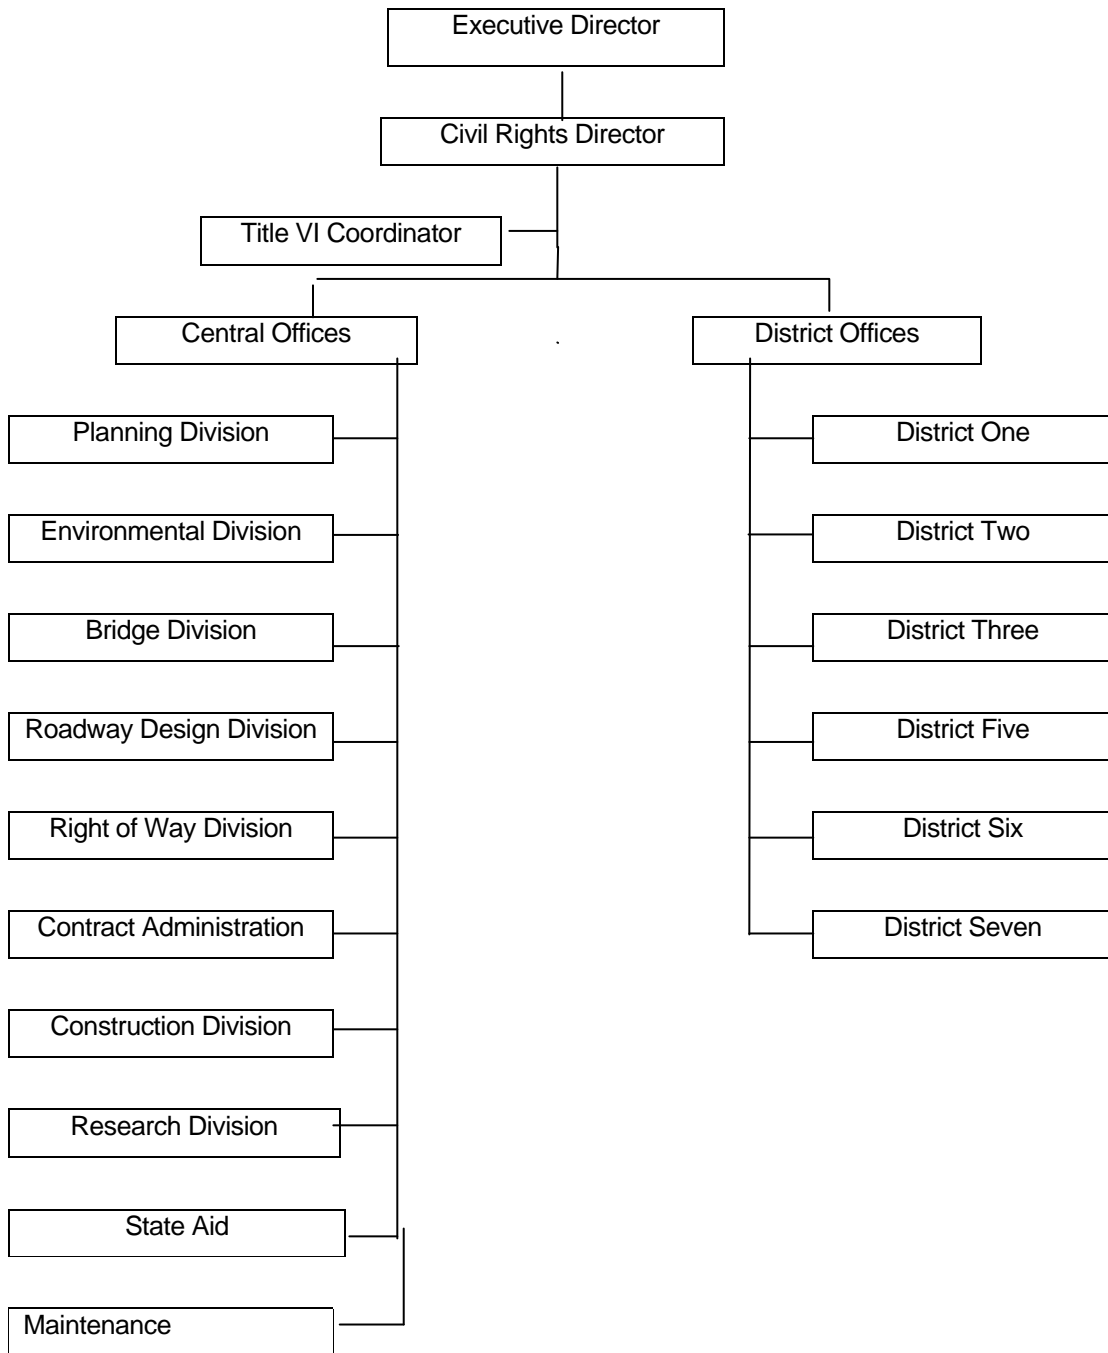 Executive Director
Civil Rights Director
Title VI Coordinator
Central Offices
District Offices
Planning Division
District One
Environmental Division
District Two
Bridge Division
District Three
Roadway Design Division
District Five
Right of Way Division
District Six
Contract Administration
District Seven
Construction Division
Research Division
State Aid
Maintenance